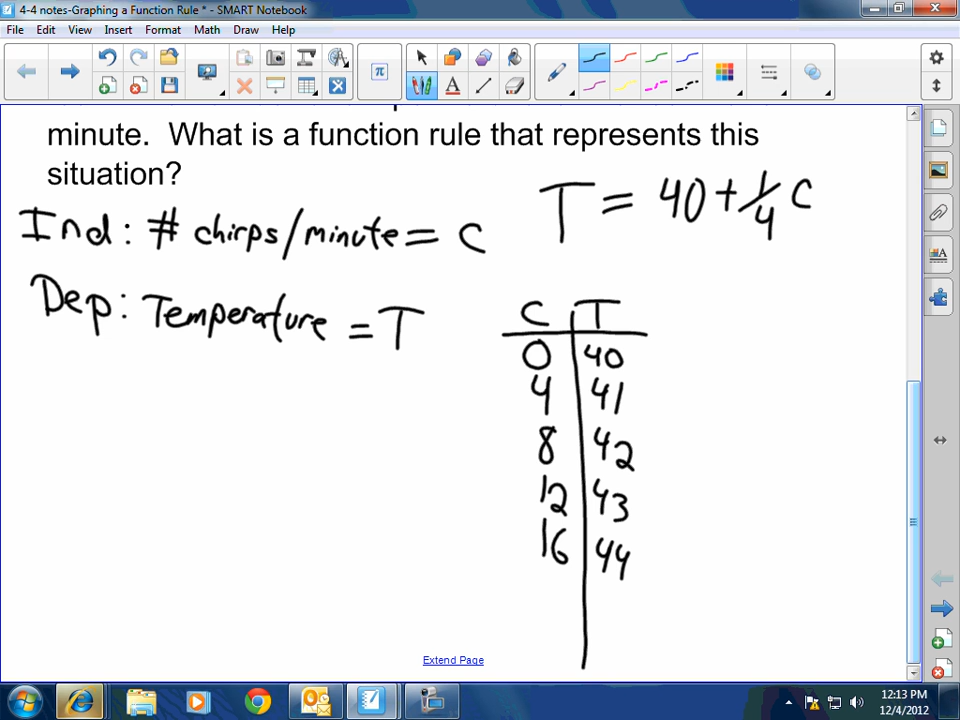 4-4 notes-Graphing a Function Rule * - SMART Notebook
File Edit View Insert Format Math Draw Help
minute. What is a function rule that represents this
situation?
T = 40 + 1/4 C
Ind: # chirps/minute = C
Dep: Temperature = T
C T
0 40
4 41
8 42
12 43
16 44
Extend Page
12:13 PM
12/4/2012